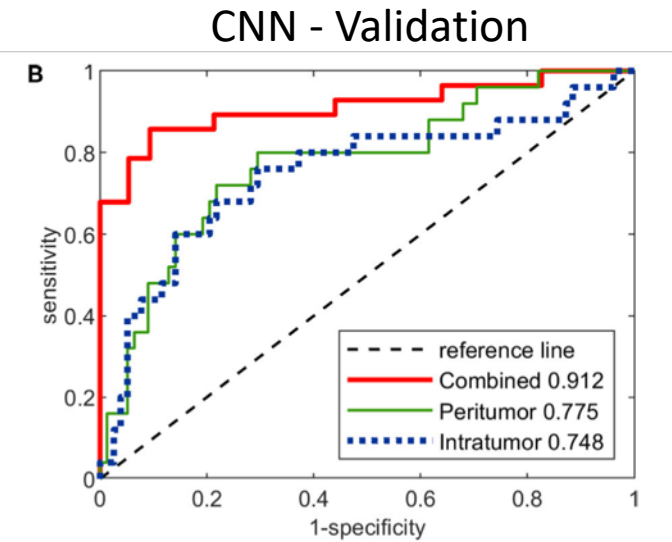 CNN - Validation
B
1
0.8
0.6
0.4
0.2
0
sensitivity
reference line
Combined 0.912
Peritumor 0.775
Intratumor 0.748
0 0.2 0.4 0.6 0.8 1
1-specificity